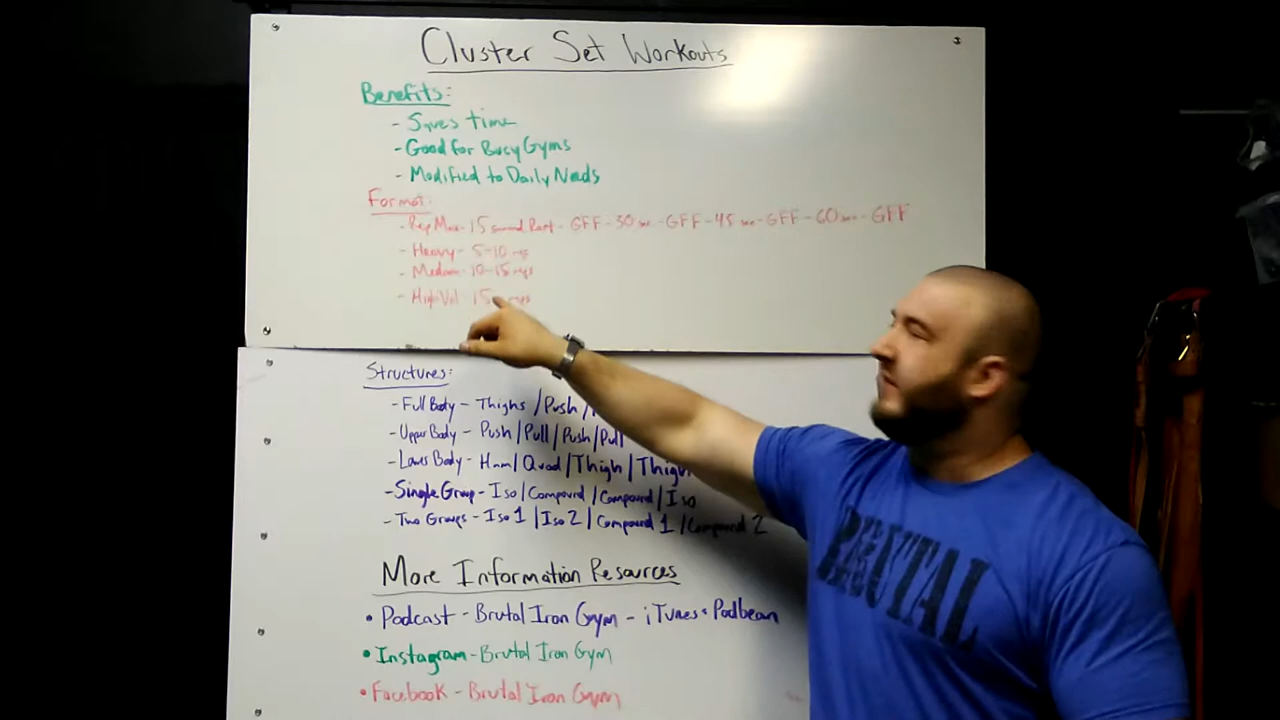 Cluster Set Workouts
Benefits:
- Saves time
- Good for Busy Gyms
- Modified to Daily Needs
Format:
- Rep Max - 15 second Rest - GFF - 30 sec - GFF - 45 sec - GFF - 60 sec - GFF
- Heavy - 5-10 reps
- Medium - 10-15 reps
- High Vol - 15
Structures:
- Full Body - Thighs / Push /
- Upper Body - Push / Pull / Push / Pull
- Lower Body - Ham / Quad / Thigh / Thigh
- Single Group - Iso / Compound / Compound / Iso
- Two Groups - Iso 1 / Iso 2 / Compound 1 / Compound 2
More Information Resources
• Podcast - Brutal Iron Gym - iTunes • Podbean
• Instagram - Brutal Iron Gym
• Facebook - Brutal Iron Gym
BRUTAL